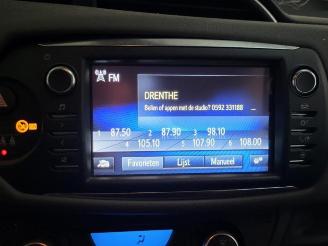 FM
DRENTHE
Bellen of appen met de studio? 0592 331188 ...
1 87.50 2 87.90 3 98.10
4 105.10 5 107.90 6 108.00
Favorieten Lijst Manueel